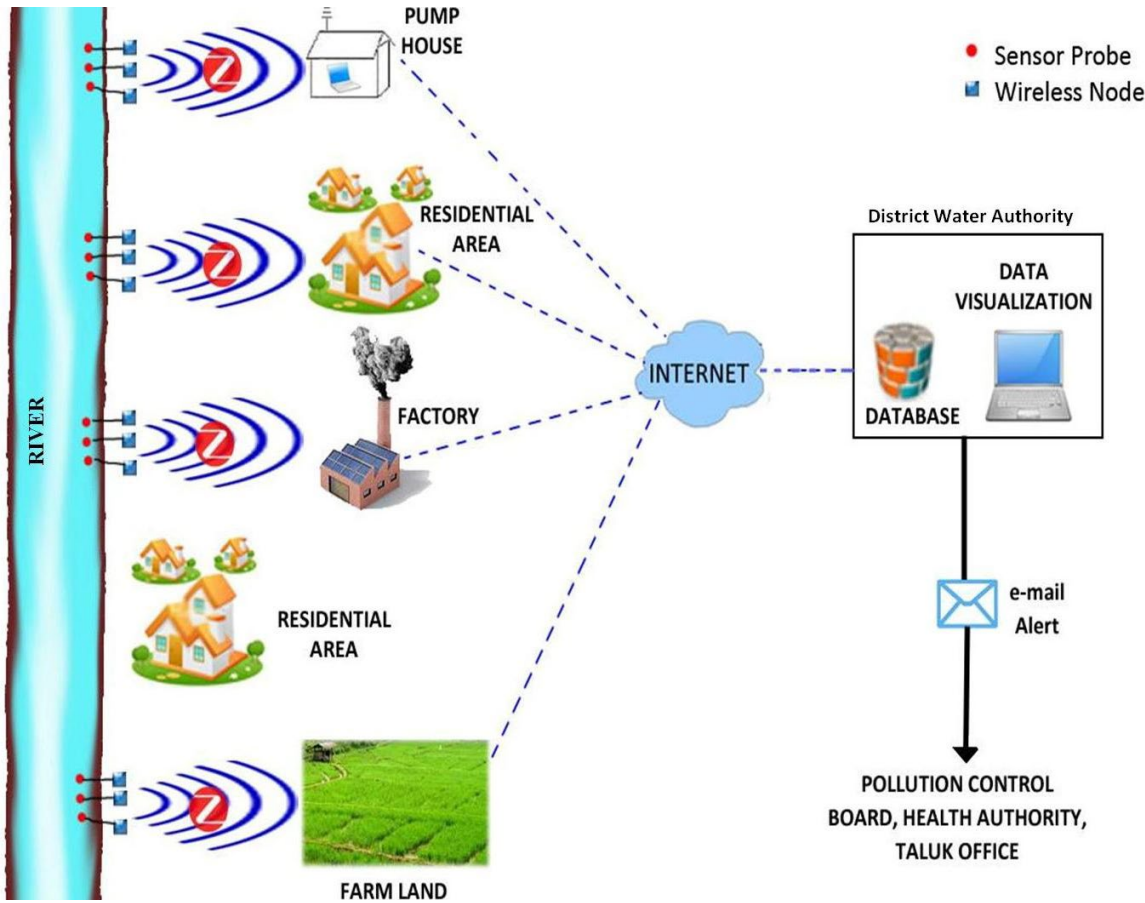 PUMP
HOUSE
Sensor Probe
Wireless Node
RESIDENTIAL
AREA
District Water Authority
DATA
VISUALIZATION
INTERNET
DATABASE
FACTORY
RIVER
e-mail
Alert
RESIDENTIAL
AREA
POLLUTION CONTROL
BOARD, HEALTH AUTHORITY,
TALUK OFFICE
FARM LAND
Z
Z
Z
Z